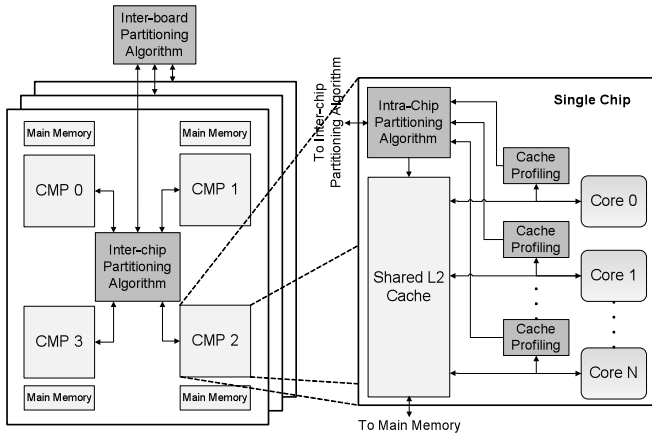 Inter-board
Partitioning
Algorithm
Main Memory
Main Memory
CMP 0
CMP 1
Inter-chip
Partitioning
Algorithm
CMP 3
CMP 2
Main Memory
Main Memory
To Inter-chip
Partitioning Algorithm
Intra-Chip
Partitioning
Algorithm
Single Chip
Cache
Profiling
Core 0
Cache
Profiling
Core 1
Shared L2
Cache
Cache
Profiling
Core N
To Main Memory